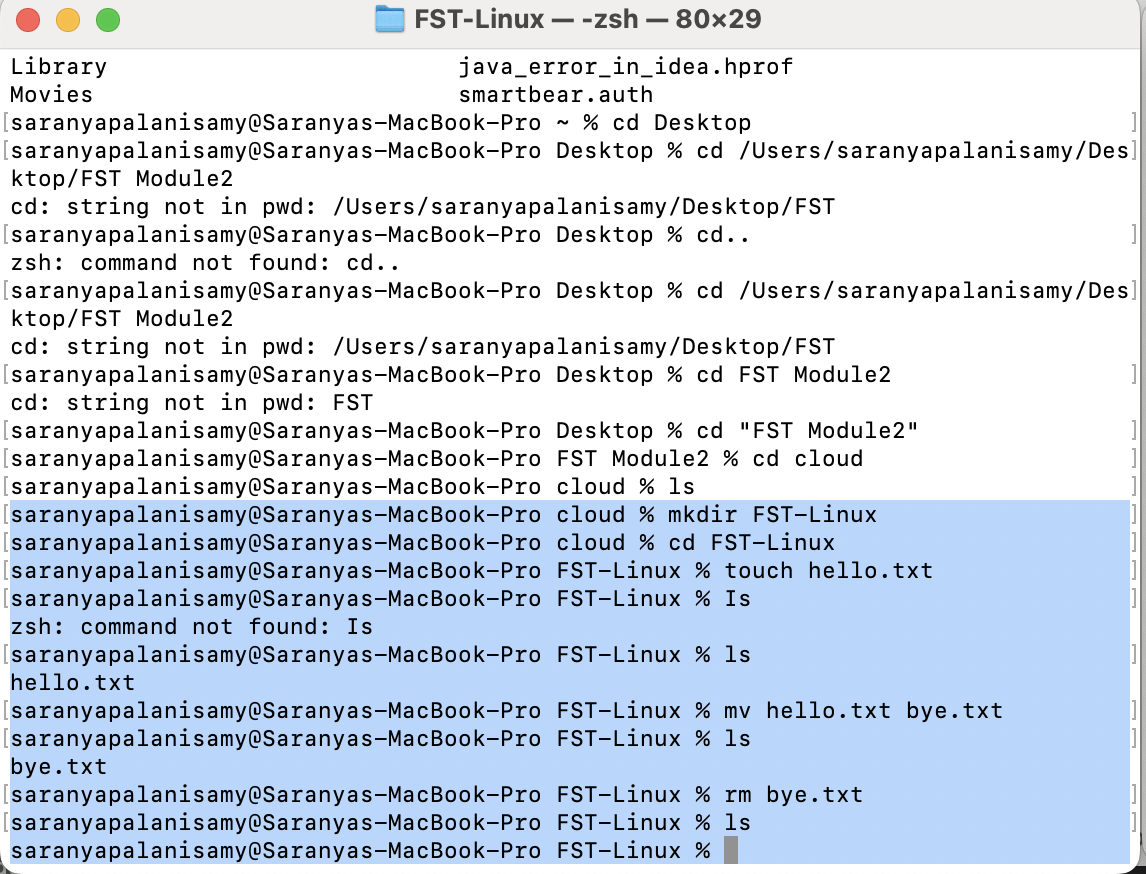 FST-Linux — -zsh — 80×29
Library                         java_error_in_idea.hprof
Movies                          smartbear.auth
[saranyapalanisamy@Saranyas-MacBook-Pro ~ % cd Desktop                          ]
[saranyapalanisamy@Saranyas-MacBook-Pro Desktop % cd /Users/saranyapalanisamy/Des]
ktop/FST Module2
cd: string not in pwd: /Users/saranyapalanisamy/Desktop/FST
[saranyapalanisamy@Saranyas-MacBook-Pro Desktop % cd..                          ]
zsh: command not found: cd..
[saranyapalanisamy@Saranyas-MacBook-Pro Desktop % cd /Users/saranyapalanisamy/Des]
ktop/FST Module2
cd: string not in pwd: /Users/saranyapalanisamy/Desktop/FST
[saranyapalanisamy@Saranyas-MacBook-Pro Desktop % cd FST Module2                ]
cd: string not in pwd: FST
[saranyapalanisamy@Saranyas-MacBook-Pro Desktop % cd "FST Module2"              ]
[saranyapalanisamy@Saranyas-MacBook-Pro FST Module2 % cd cloud                  ]
[saranyapalanisamy@Saranyas-MacBook-Pro cloud % ls                              ]
[saranyapalanisamy@Saranyas-MacBook-Pro cloud % mkdir FST-Linux                 ]
[saranyapalanisamy@Saranyas-MacBook-Pro cloud % cd FST-Linux                    ]
[saranyapalanisamy@Saranyas-MacBook-Pro FST-Linux % touch hello.txt             ]
[saranyapalanisamy@Saranyas-MacBook-Pro FST-Linux % Is                          ]
zsh: command not found: Is
[saranyapalanisamy@Saranyas-MacBook-Pro FST-Linux % ls                          ]
hello.txt
[saranyapalanisamy@Saranyas-MacBook-Pro FST-Linux % mv hello.txt bye.txt        ]
[saranyapalanisamy@Saranyas-MacBook-Pro FST-Linux % ls                          ]
bye.txt
[saranyapalanisamy@Saranyas-MacBook-Pro FST-Linux % rm bye.txt                  ]
[saranyapalanisamy@Saranyas-MacBook-Pro FST-Linux % ls                          ]
saranyapalanisamy@Saranyas-MacBook-Pro FST-Linux %